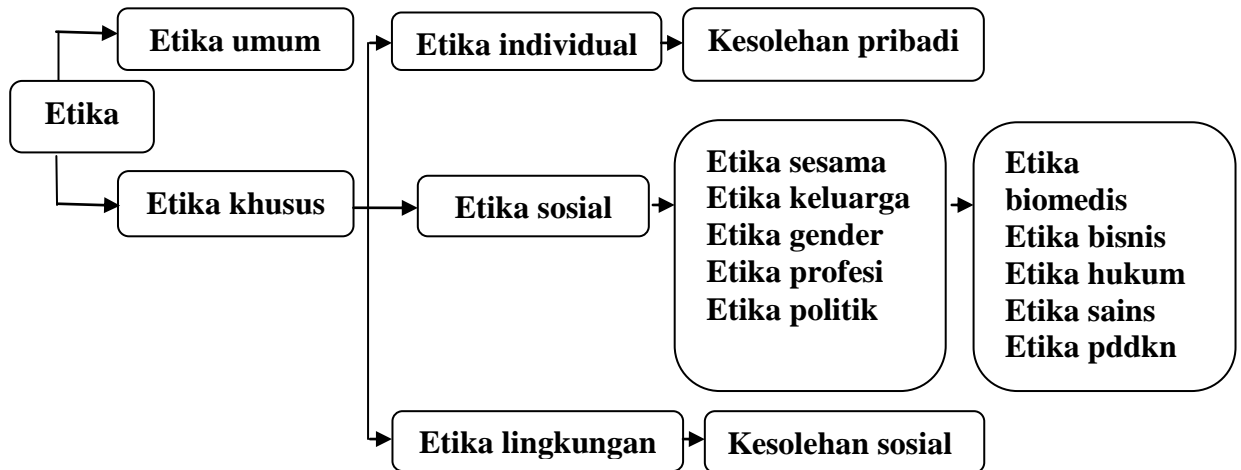 Etika umum
Etika individual
Kesolehan pribadi
Etika
Etika khusus
Etika sosial
Etika sesama
Etika keluarga
Etika gender
Etika profesi
Etika politik
Etika
biomedis
Etika bisnis
Etika hukum
Etika sains
Etika pddkn
Etika lingkungan
Kesolehan sosial